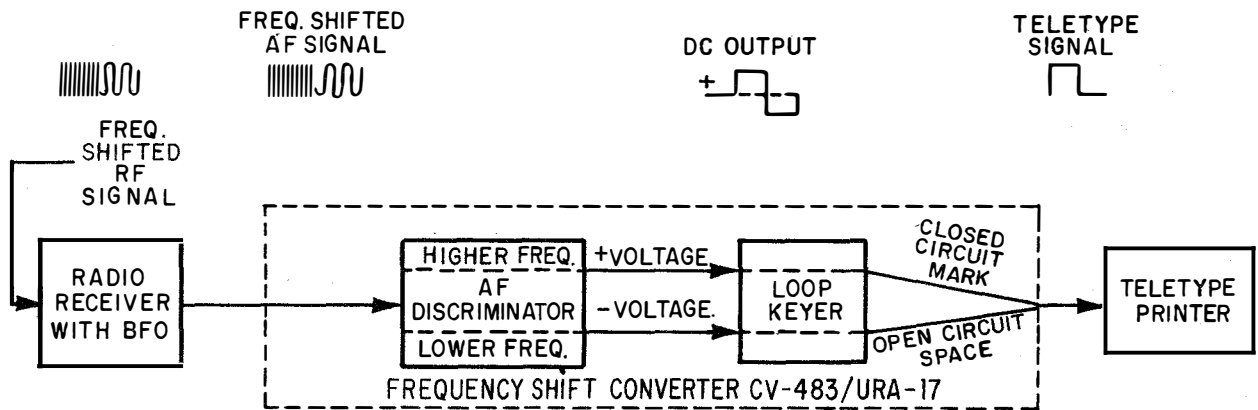 FREQ. SHIFTED
AF SIGNAL
DC OUTPUT
+
TELETYPE
SIGNAL
FREQ.
SHIFTED
RF
SIGNAL
RADIO
RECEIVER
WITH BFO
HIGHER FREQ.
AF
DISCRIMINATOR
LOWER FREQ.
+VOLTAGE
-VOLTAGE.
LOOP
KEYER
CLOSED
CIRCUIT
MARK
OPEN CIRCUIT
SPACE
TELETYPE
PRINTER
FREQUENCY SHIFT CONVERTER CV-483/URA-17